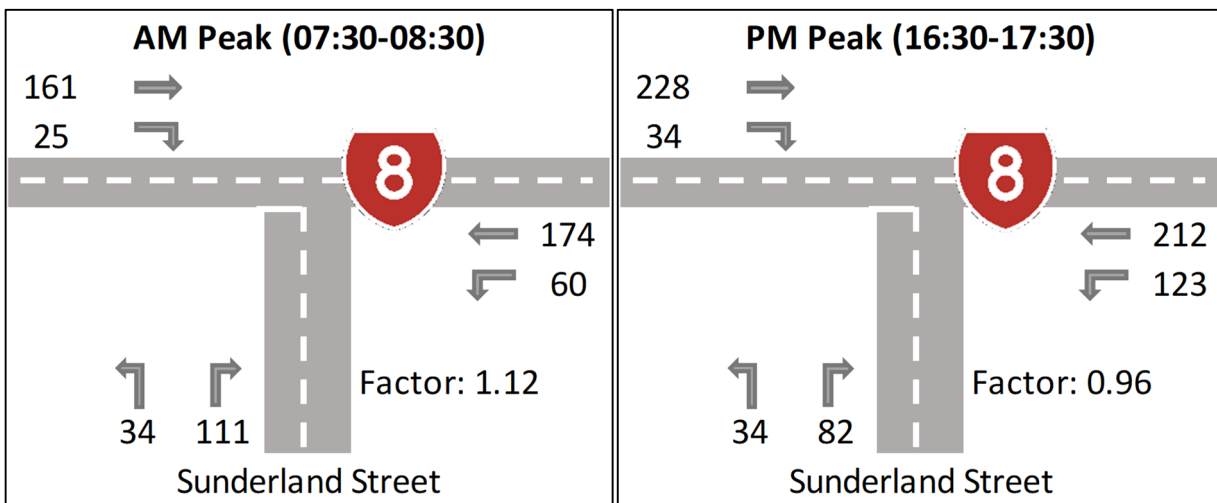 AM Peak (07:30-08:30)
161
25
8
174
60
Factor: 1.12
34 111
Sunderland Street
PM Peak (16:30-17:30)
228
34
8
212
123
Factor: 0.96
34 82
Sunderland Street